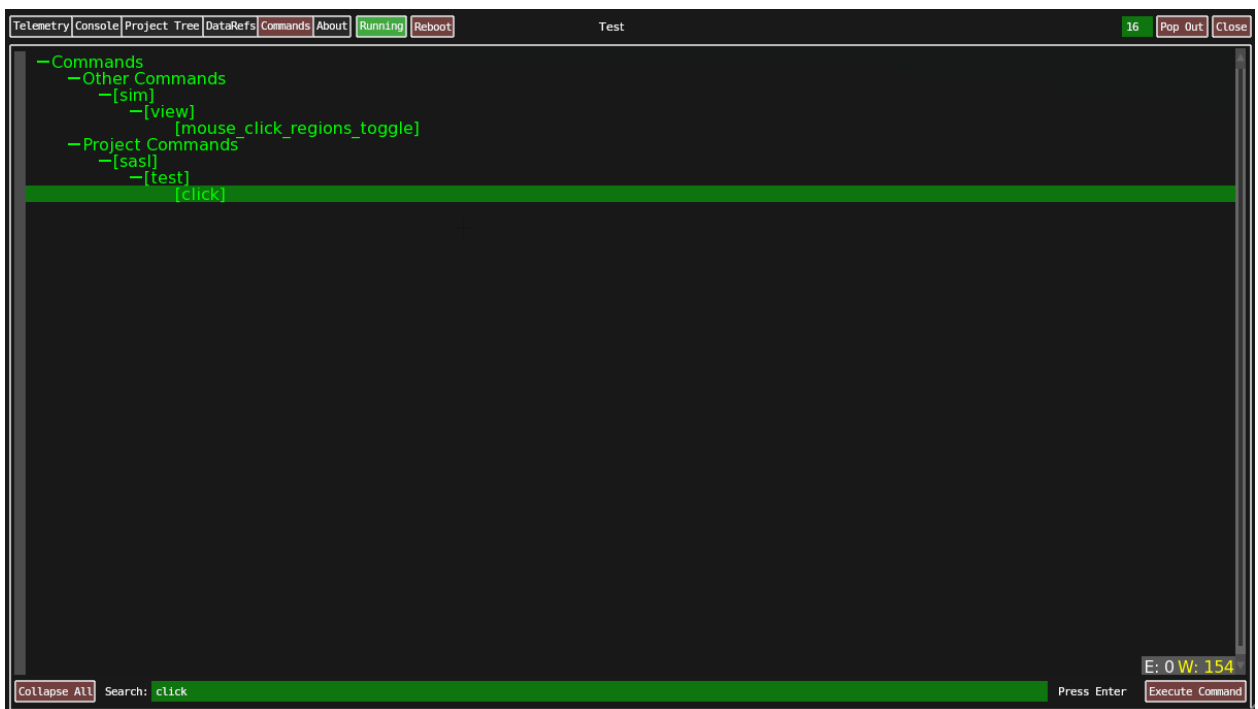 Telemetry Console Project Tree DataRefs Commands About Running Reboot Test 16 Pop Out Close
−Commands
−Other Commands
−[sim]
−[view]
[mouse_click_regions_toggle]
−Project Commands
−[sasl]
−[test]
[click]
E: 0 W: 154
Collapse All Search: click Press Enter Execute Command